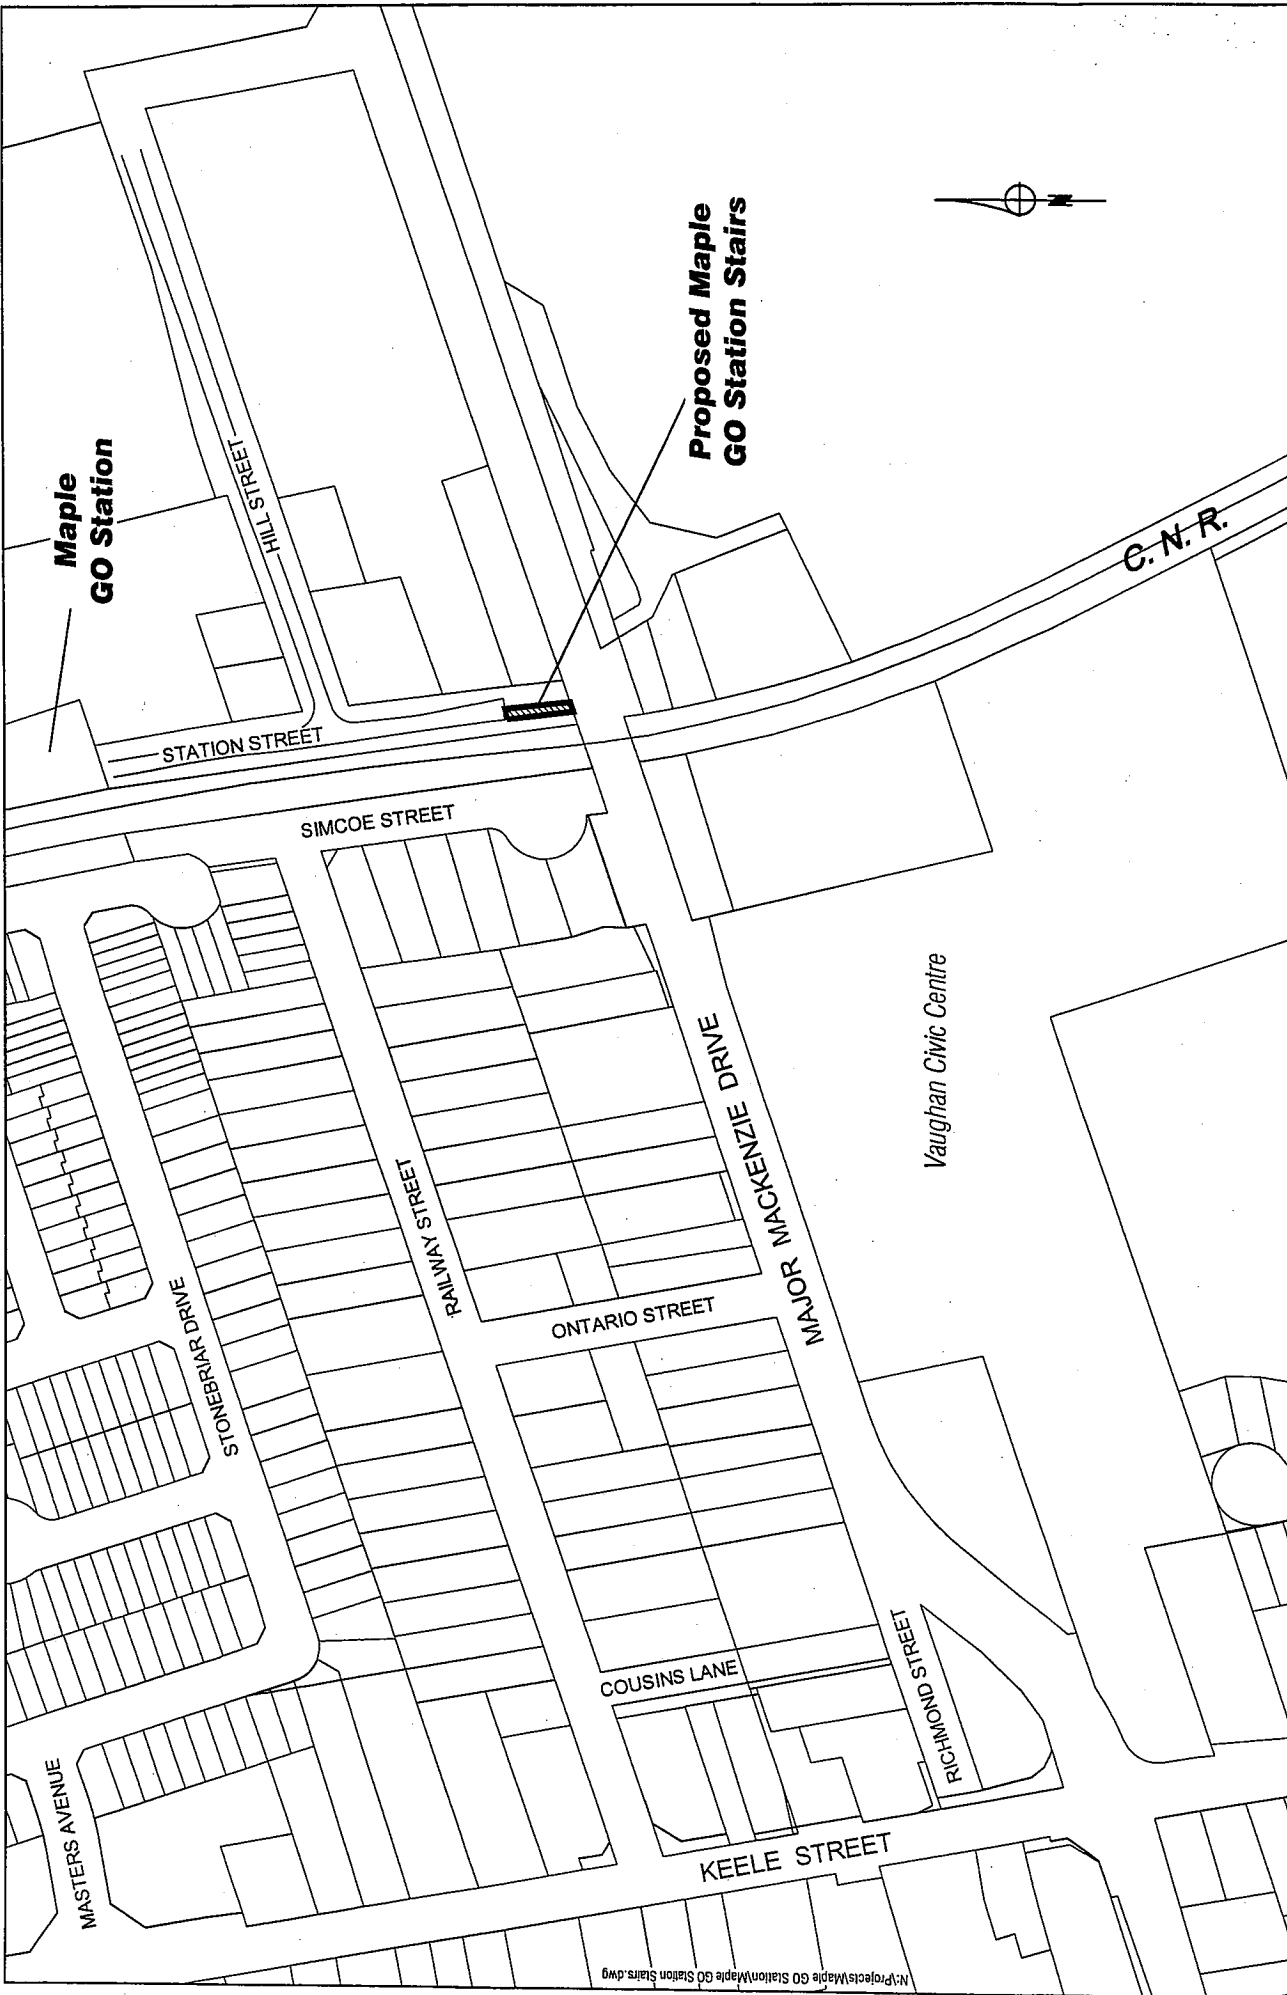 Maple
GO Station
HILL STREET
STATION STREET
Proposed Maple
GO Station Stairs
N
C. N. R.
SIMCOE STREET
RAILWAY STREET
STONEBRIAR DRIVE
MAJOR MACKENZIE DRIVE
Vaughan Civic Centre
ONTARIO STREET
COUSINS LANE
RICHMOND STREET
MASTERS AVENUE
KEELE STREET
N:\Projects\Maple GO Station\Maple GO Station Stairs.dwg